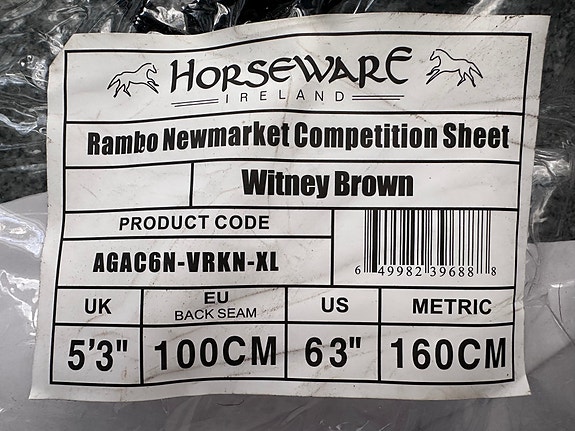 HORSEWARE
IRELAND
Rambo Newmarket Competition Sheet
Witney Brown
PRODUCT CODE
AGAC6N-VRKN-XL
6 49982 39688 8
UK EU BACK SEAM US METRIC
5'3" 100CM 63" 160CM